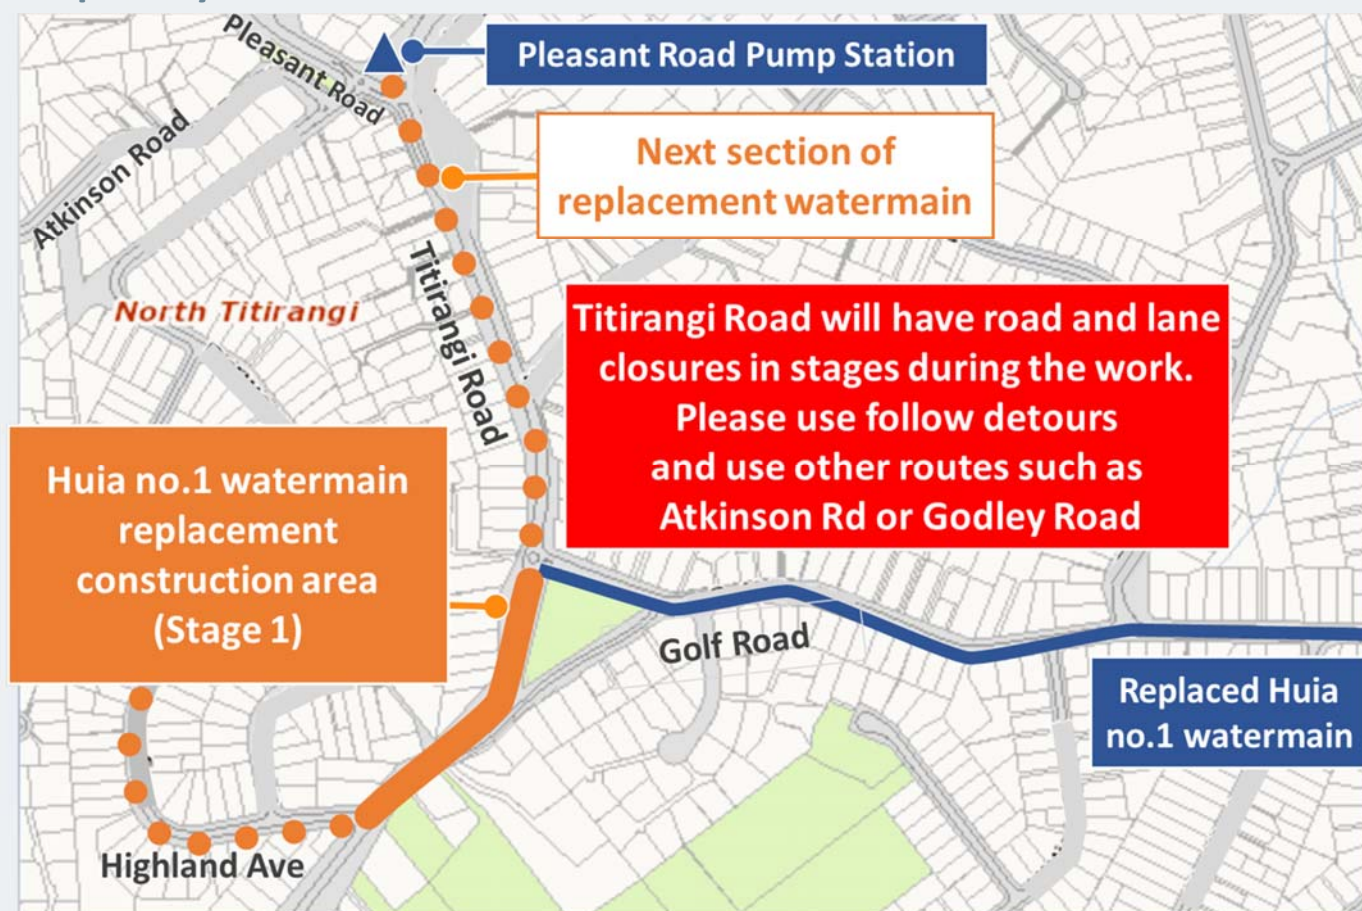 Pleasant Road
Pleasant Road Pump Station
Atkinson Road
Next section of
replacement watermain
Titirangi Road
North Titirangi
Titirangi Road will have road and lane
closures in stages during the work.
Please use follow detours
and use other routes such as
Atkinson Rd or Godley Road
Huia no.1 watermain
replacement
construction area
(Stage 1)
Golf Road
Replaced Huia
no.1 watermain
Highland Ave